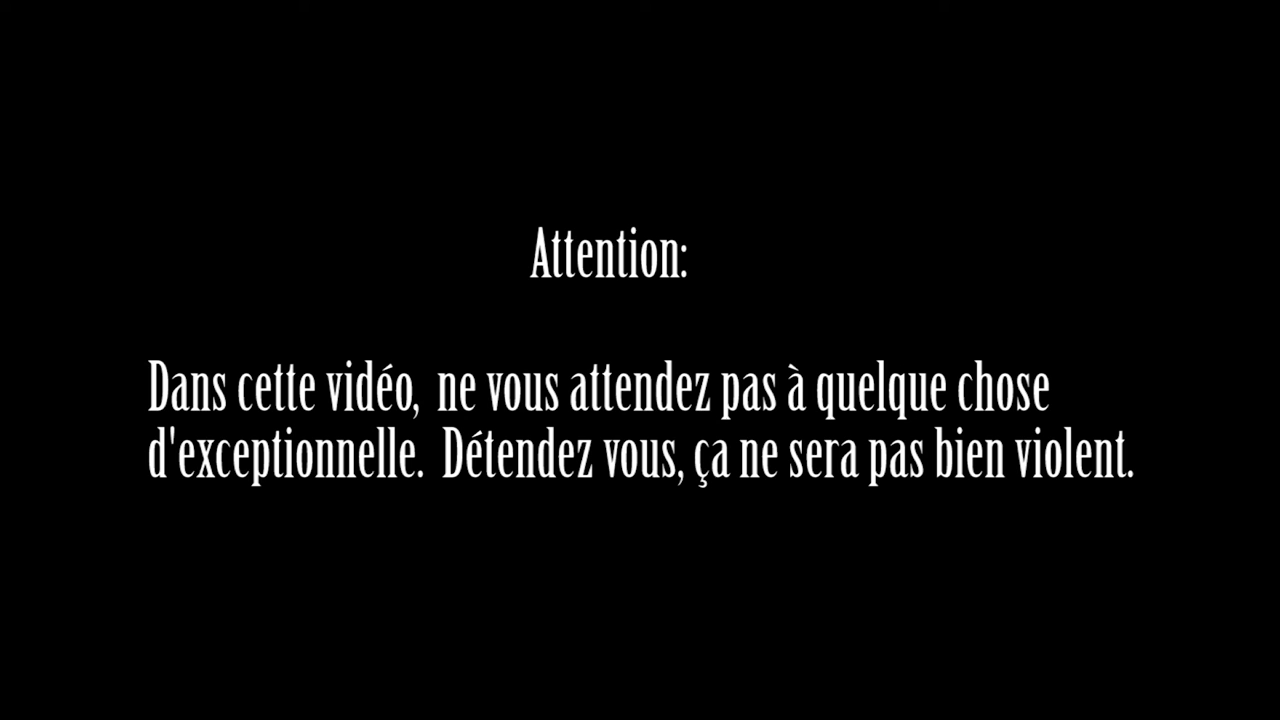 Attention:
Dans cette vidéo, ne vous attendez pas à quelque chose
d'exceptionnelle. Détendez vous, ça ne sera pas bien violent.